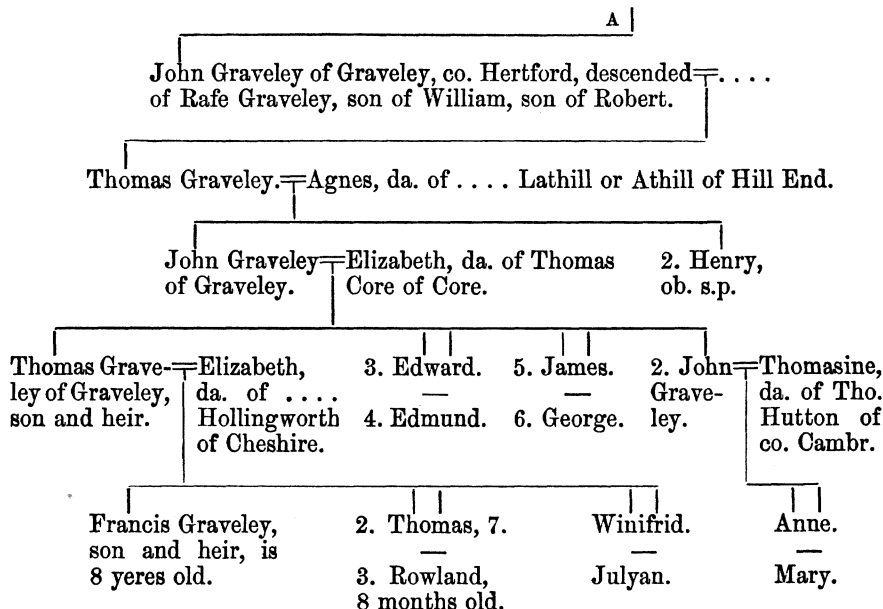 A
John Graveley of Graveley, co. Hertford, descended=. . . .
of Rafe Graveley, son of William, son of Robert.
Thomas Graveley.=Agnes, da. of . . . . Lathill or Athill of Hill End.
John Graveley=Elizabeth, da. of Thomas
of Graveley. Core of Core.
2. Henry,
ob. s.p.
Thomas Grave-=Elizabeth,
ley of Graveley, da. of . . . .
son and heir. Hollingworth
of Cheshire.
3. Edward.
—
4. Edmund.
5. James.
—
6. George.
2. John=Thomasine,
Grave- da. of Tho.
ley. Hutton of
co. Cambr.
Francis Graveley,
son and heir, is
8 yeres old.
2. Thomas, 7.
—
3. Rowland,
8 months old.
Winifrid.
—
Julyan.
Anne.
—
Mary.